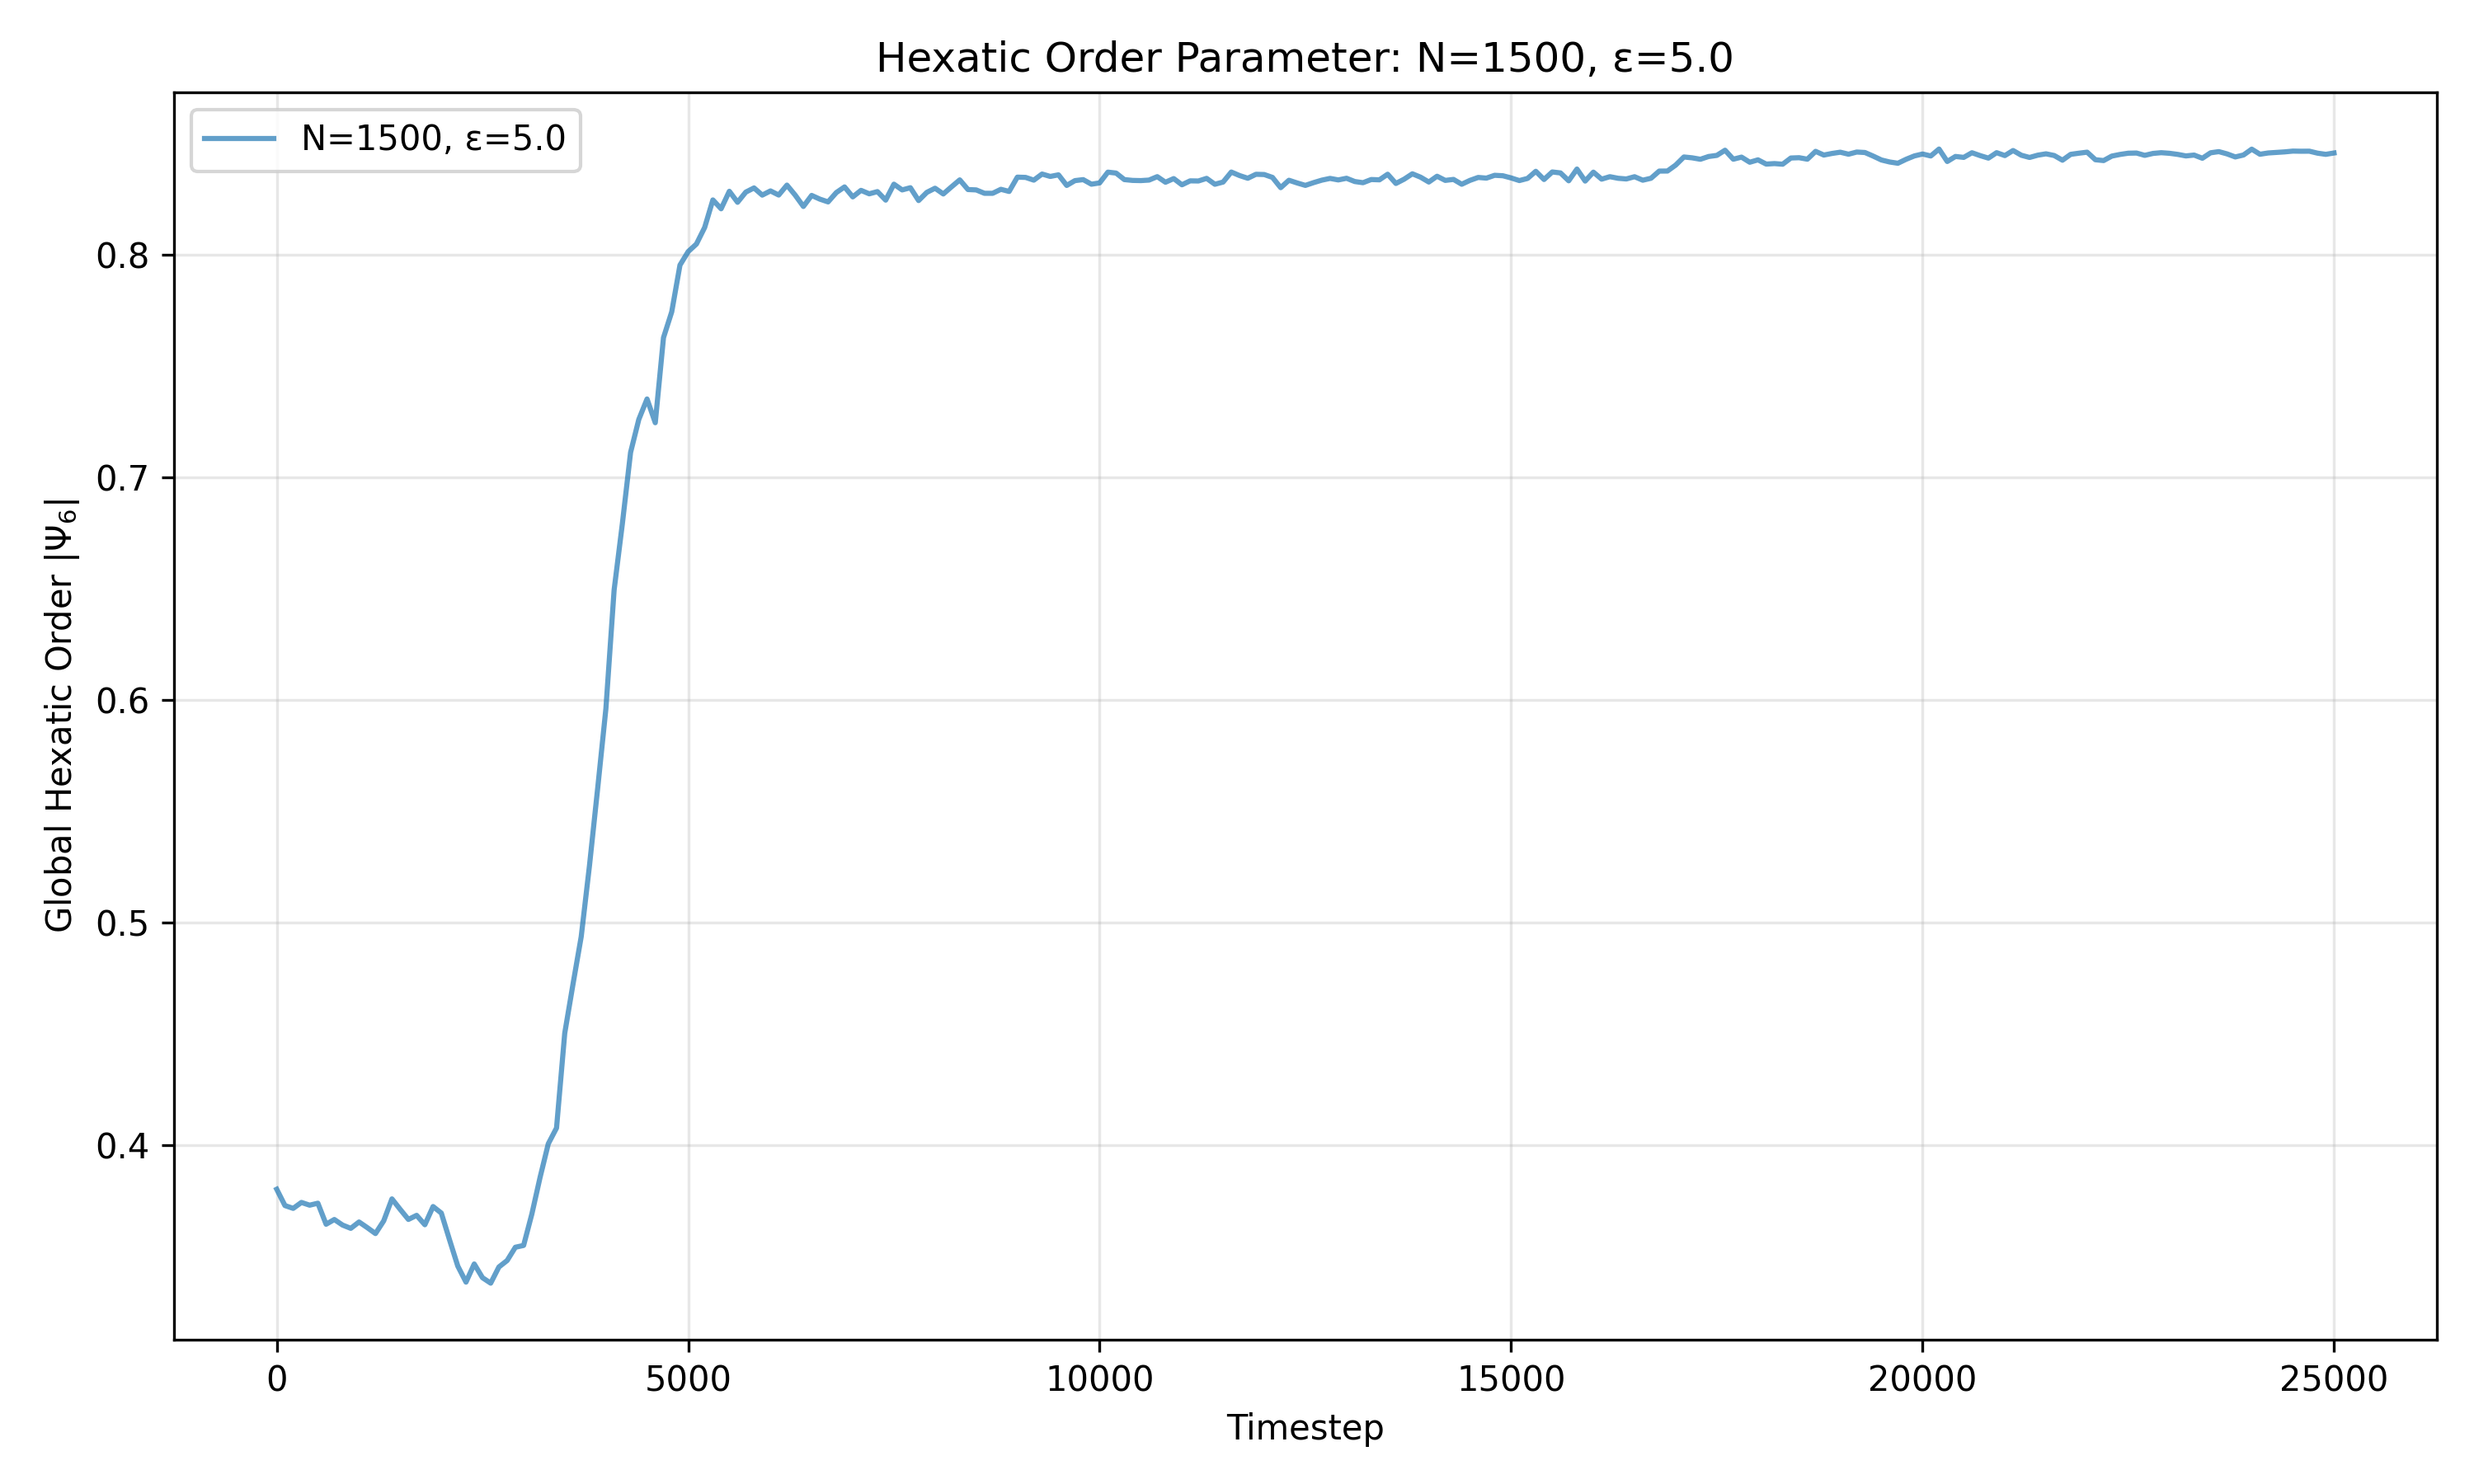 Hexatic Order Parameter: N=1500, ε=5.0
N=1500, ε=5.0
Global Hexatic Order |Ψ₆|
0.8
0.7
0.6
0.5
0.4
0 5000 10000 15000 20000 25000
Timestep